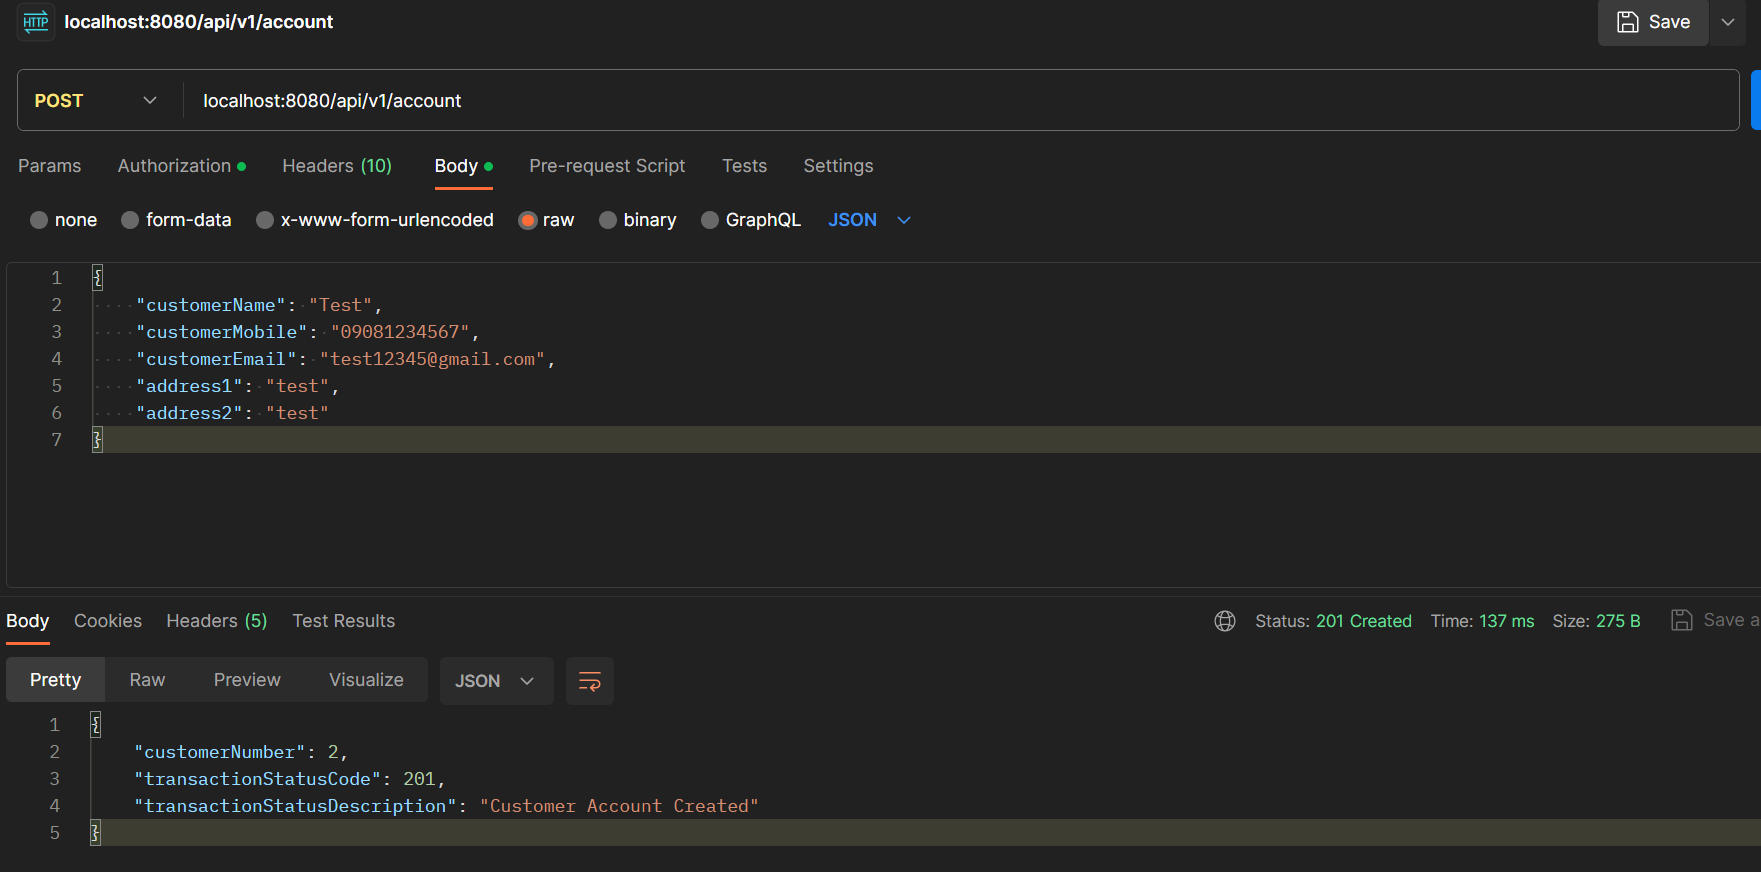 HTTP localhost:8080/api/v1/account Save
POST localhost:8080/api/v1/account
Params Authorization Headers (10) Body Pre-request Script Tests Settings
none form-data x-www-form-urlencoded raw binary GraphQL JSON
1 {
2 "customerName": "Test",
3 "customerMobile": "09081234567",
4 "customerEmail": "test12345@gmail.com",
5 "address1": "test",
6 "address2": "test"
7 }
Body Cookies Headers (5) Test Results Status: 201 Created Time: 137 ms Size: 275 B Save a
Pretty Raw Preview Visualize JSON
1 {
2 "customerNumber": 2,
3 "transactionStatusCode": 201,
4 "transactionStatusDescription": "Customer Account Created"
5 }